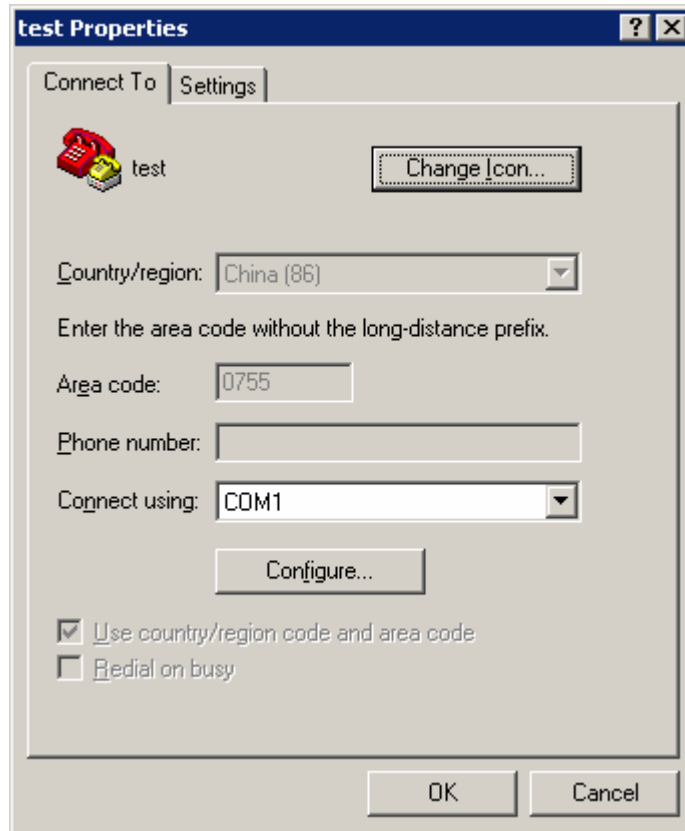 test Properties
Connect To Settings
test Change Icon...
Country/region: China (86)
Enter the area code without the long-distance prefix.
Area code: 0755
Phone number:
Connect using: COM1
Configure...
Use country/region code and area code
Redial on busy
OK Cancel